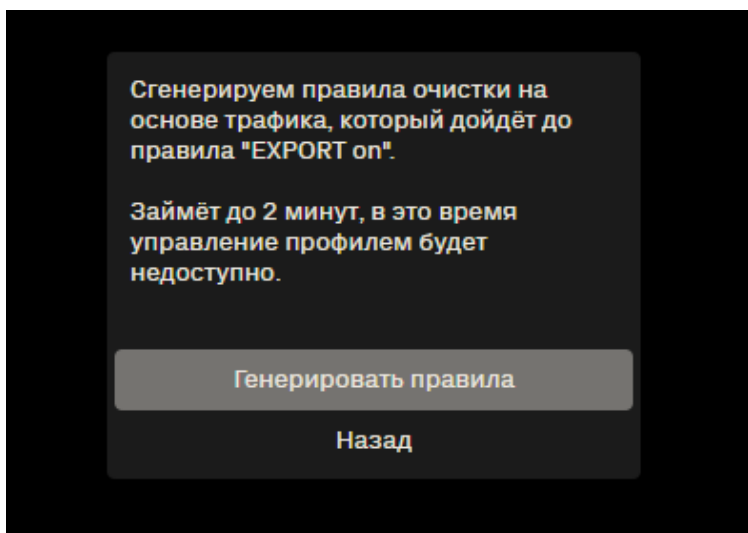 Сгенерируем правила очистки на
основе трафика, который дойдёт до
правила "EXPORT on".
Займёт до 2 минут, в это время
управление профилем будет
недоступно.
Генерировать правила
Назад